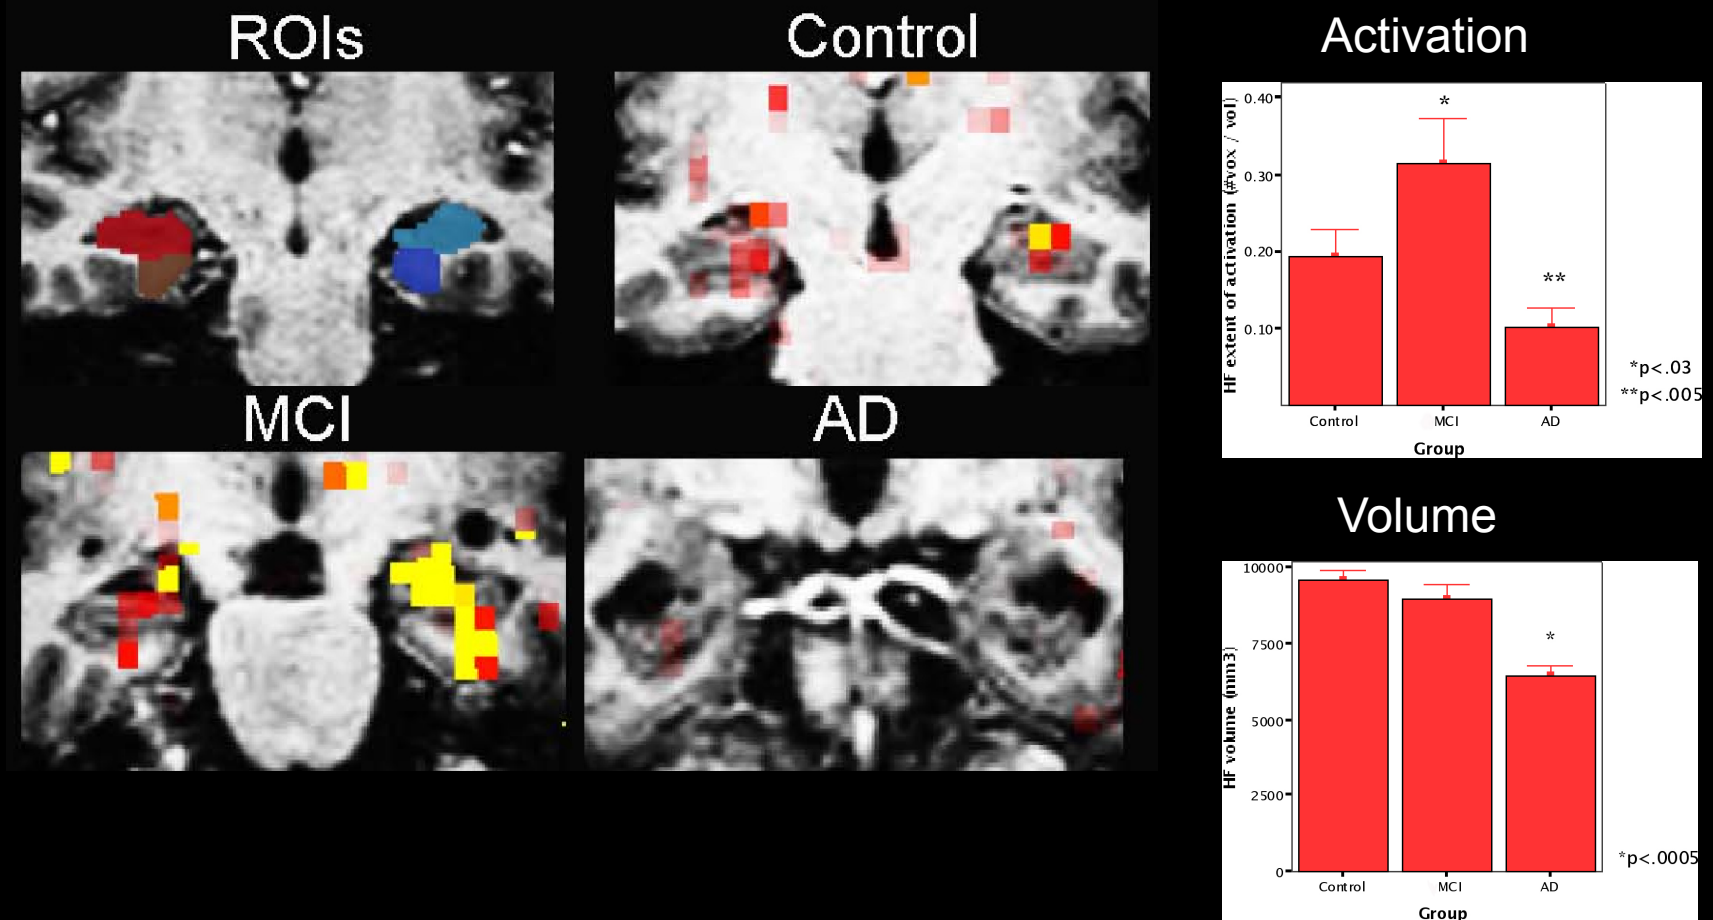 ROIs
Control
MCI
AD
Activation
HF extent of activation (#vox / vol)
0.40
0.30
0.20
0.10
*
**
Control
MCI
AD
Group
*p<.03
**p<.005
Volume
HF volume (mm3)
10000
7500
5000
2500
0
*
Control
MCI
AD
Group
*p<.0005